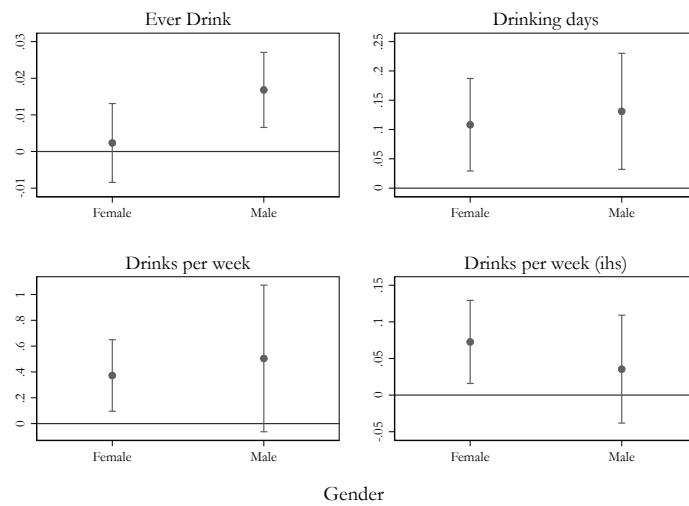 Ever Drink
.03
.02
.01
0
-.01
Female Male
Drinking days
.25
.2
.15
.1
.05
0
Female Male
Drinks per week
1
.8
.6
.4
.2
0
Female Male
Drinks per week (ihs)
.15
.1
.05
0
-.05
Female Male
Gender